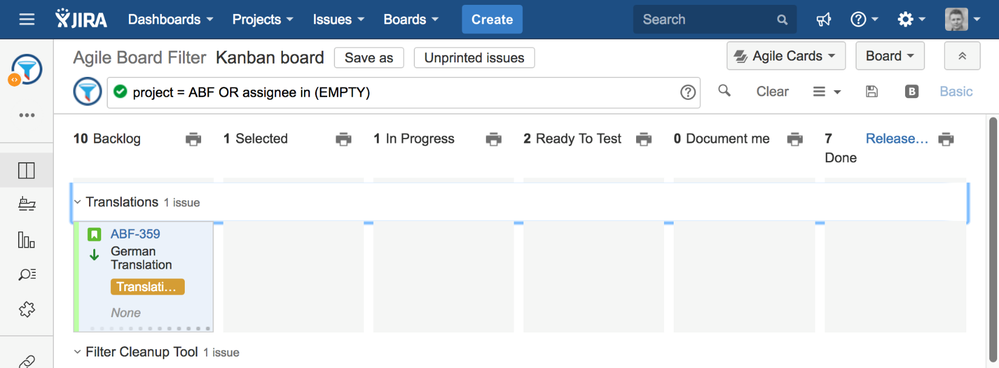 JIRA Dashboards Projects Issues Boards Create Search
Agile Board Filter Kanban board Save as Unprinted issues Agile Cards Board
project = ABF OR assignee in (EMPTY) Clear B Basic
10 Backlog 1 Selected 1 In Progress 2 Ready To Test 0 Document me 7 Release...
Done
Translations 1 issue
ABF-359
German
Translation
Translati...
None
Filter Cleanup Tool 1 issue